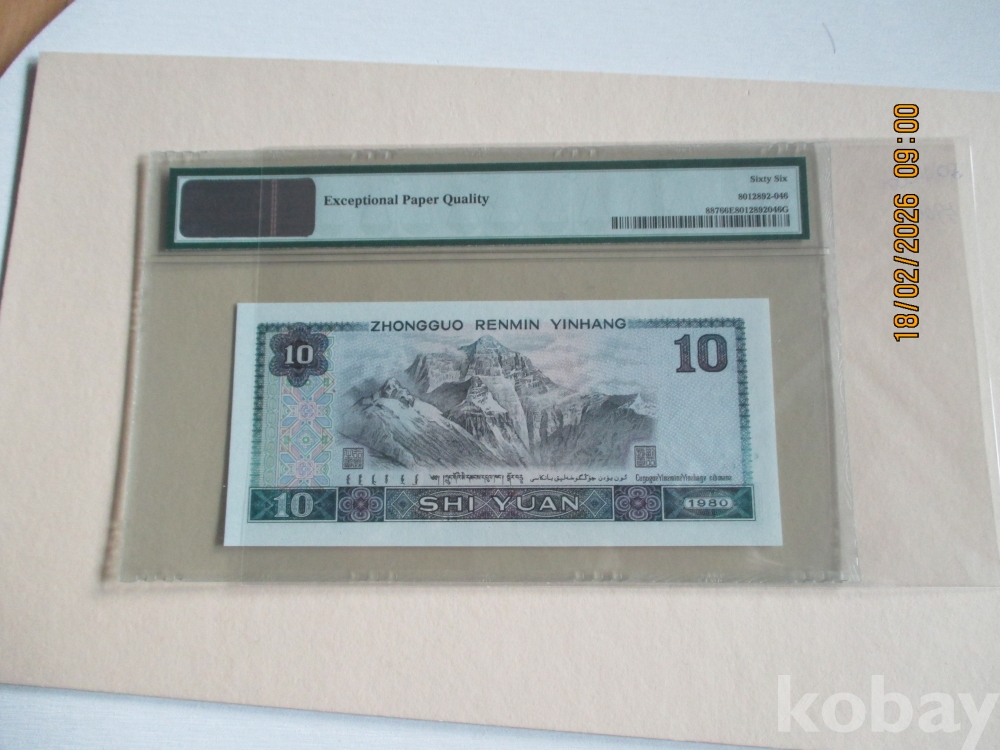 Exceptional Paper Quality
Sixty Six
8012892-046
88766E8012892046G
18/02/2026 09:00
ZHONGGUO RENMIN YINHANG
10
10
10
SHI YUAN
1980
kobay